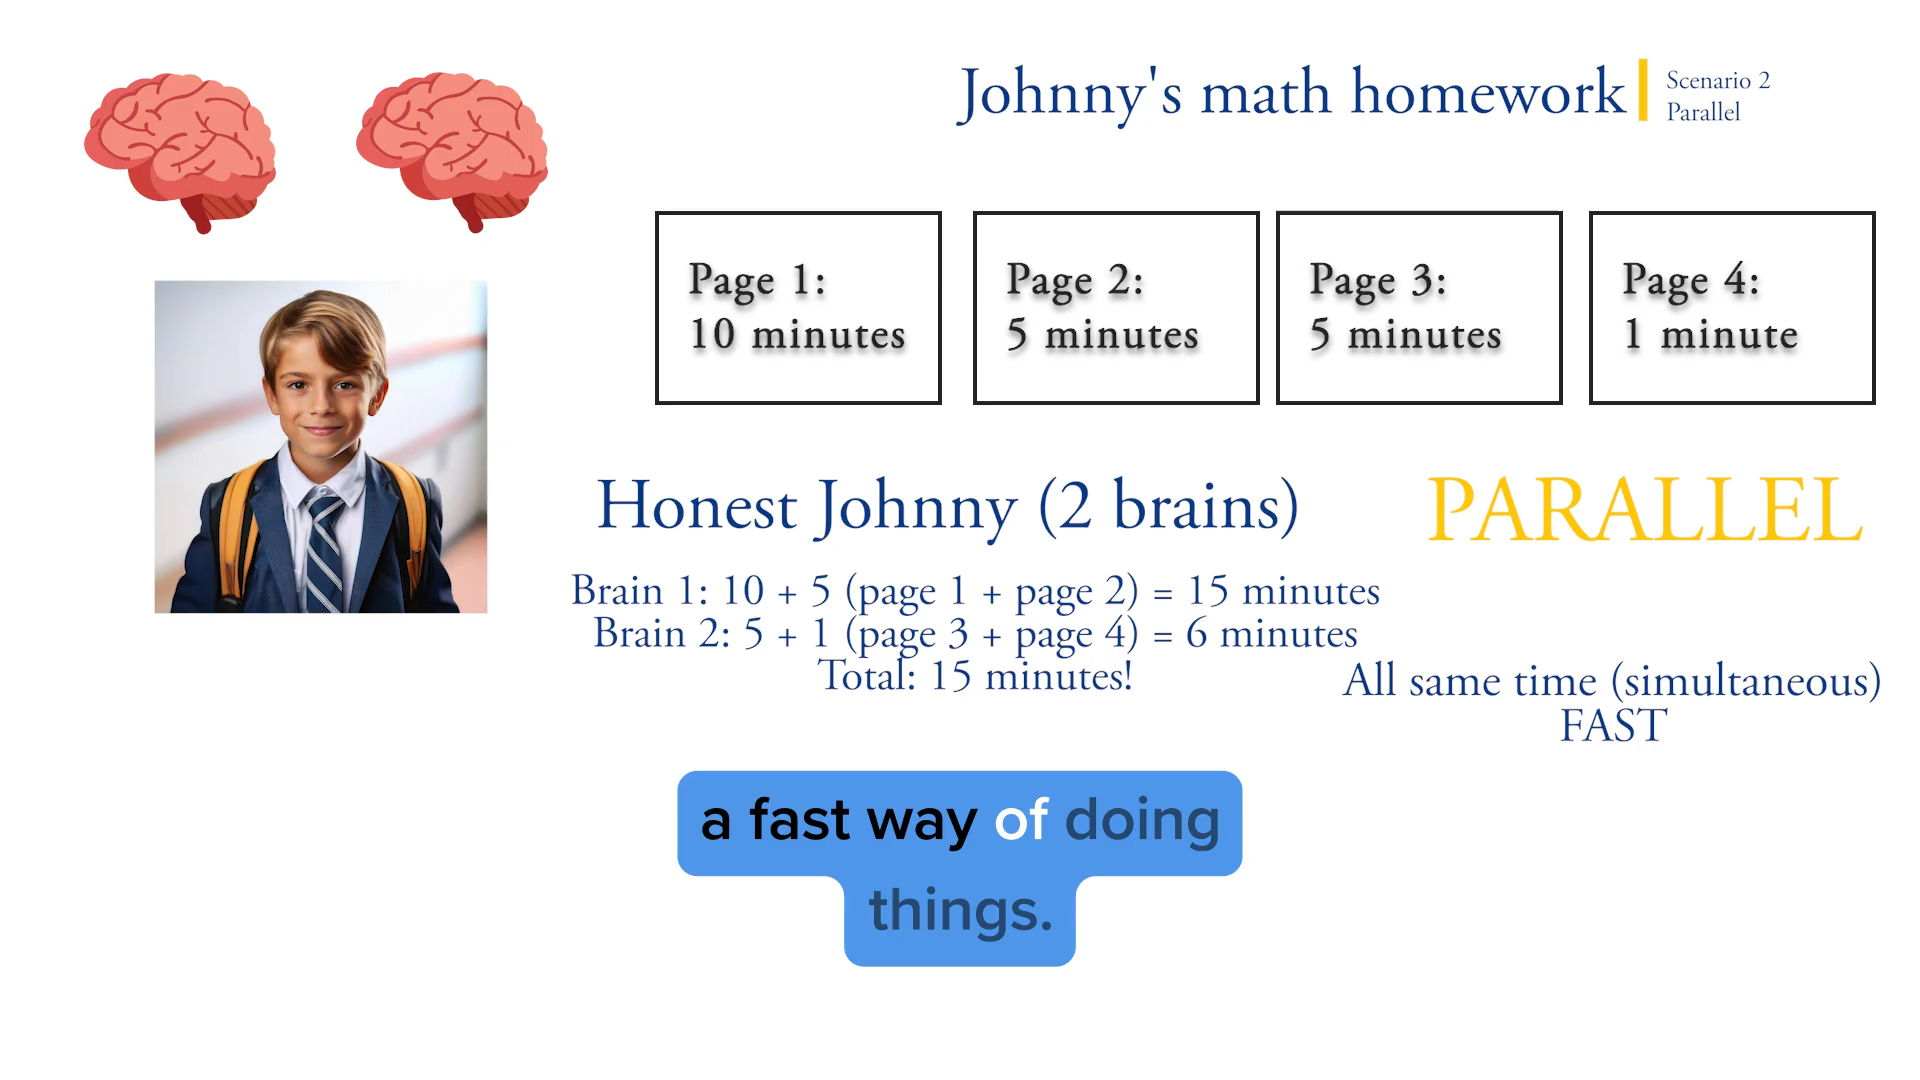 Johnny's math homework
Scenario 2
Parallel
Page 1:
10 minutes
Page 2:
5 minutes
Page 3:
5 minutes
Page 4:
1 minute
Honest Johnny (2 brains)
PARALLEL
Brain 1: 10 + 5 (page 1 + page 2) = 15 minutes
Brain 2: 5 + 1 (page 3 + page 4) = 6 minutes
Total: 15 minutes!
All same time (simultaneous)
FAST
a fast way of doing
things.